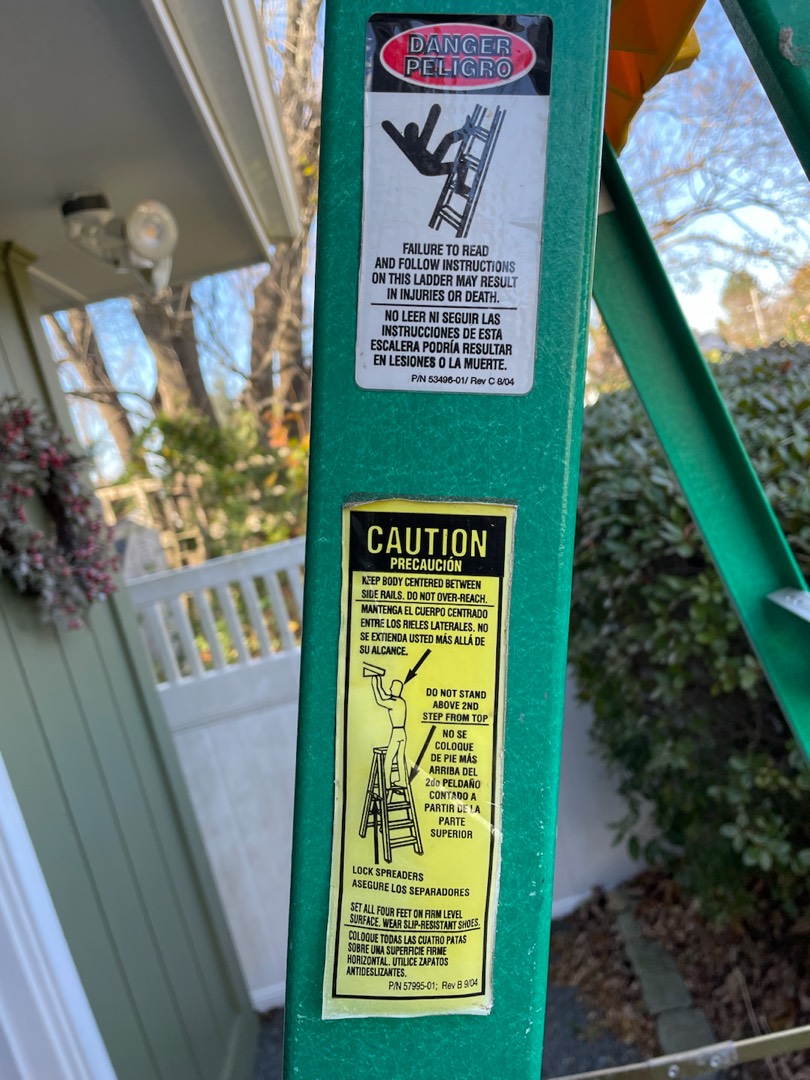 DANGER
PELIGRO
FAILURE TO READ
AND FOLLOW INSTRUCTIONS
ON THIS LADDER MAY RESULT
IN INJURIES OR DEATH.
NO LEER NI SEGUIR LAS
INSTRUCCIONES DE ESTA
ESCALERA PODRÍA RESULTAR
EN LESIONES O LA MUERTE.
P/N 53496-01/ Rev C 8/04
CAUTION
PRECAUCIÓN
KEEP BODY CENTERED BETWEEN
SIDE RAILS. DO NOT OVER-REACH.
MANTENGA EL CUERPO CENTRADO
ENTRE LOS RIELES LATERALES. NO
SE EXTIENDA USTED MÁS ALLÁ DE
SU ALCANCE.
DO NOT STAND
ABOVE 2ND
STEP FROM TOP
NO SE
COLOQUE
DE PIE MÁS
ARRIBA DEL
2do PELDAÑO
CONTADO A
PARTIR DE LA
PARTE
SUPERIOR
LOCK SPREADERS
ASEGURE LOS SEPARADORES
SET ALL FOUR FEET ON FIRM LEVEL
SURFACE. WEAR SLIP-RESISTANT SHOES.
COLOQUE TODAS LAS CUATRO PATAS
SOBRE UNA SUPERFICIE FIRME
HORIZONTAL. UTILICE ZAPATOS
ANTIDESLIZANTES.
P/N 57995-01; Rev B 9/04